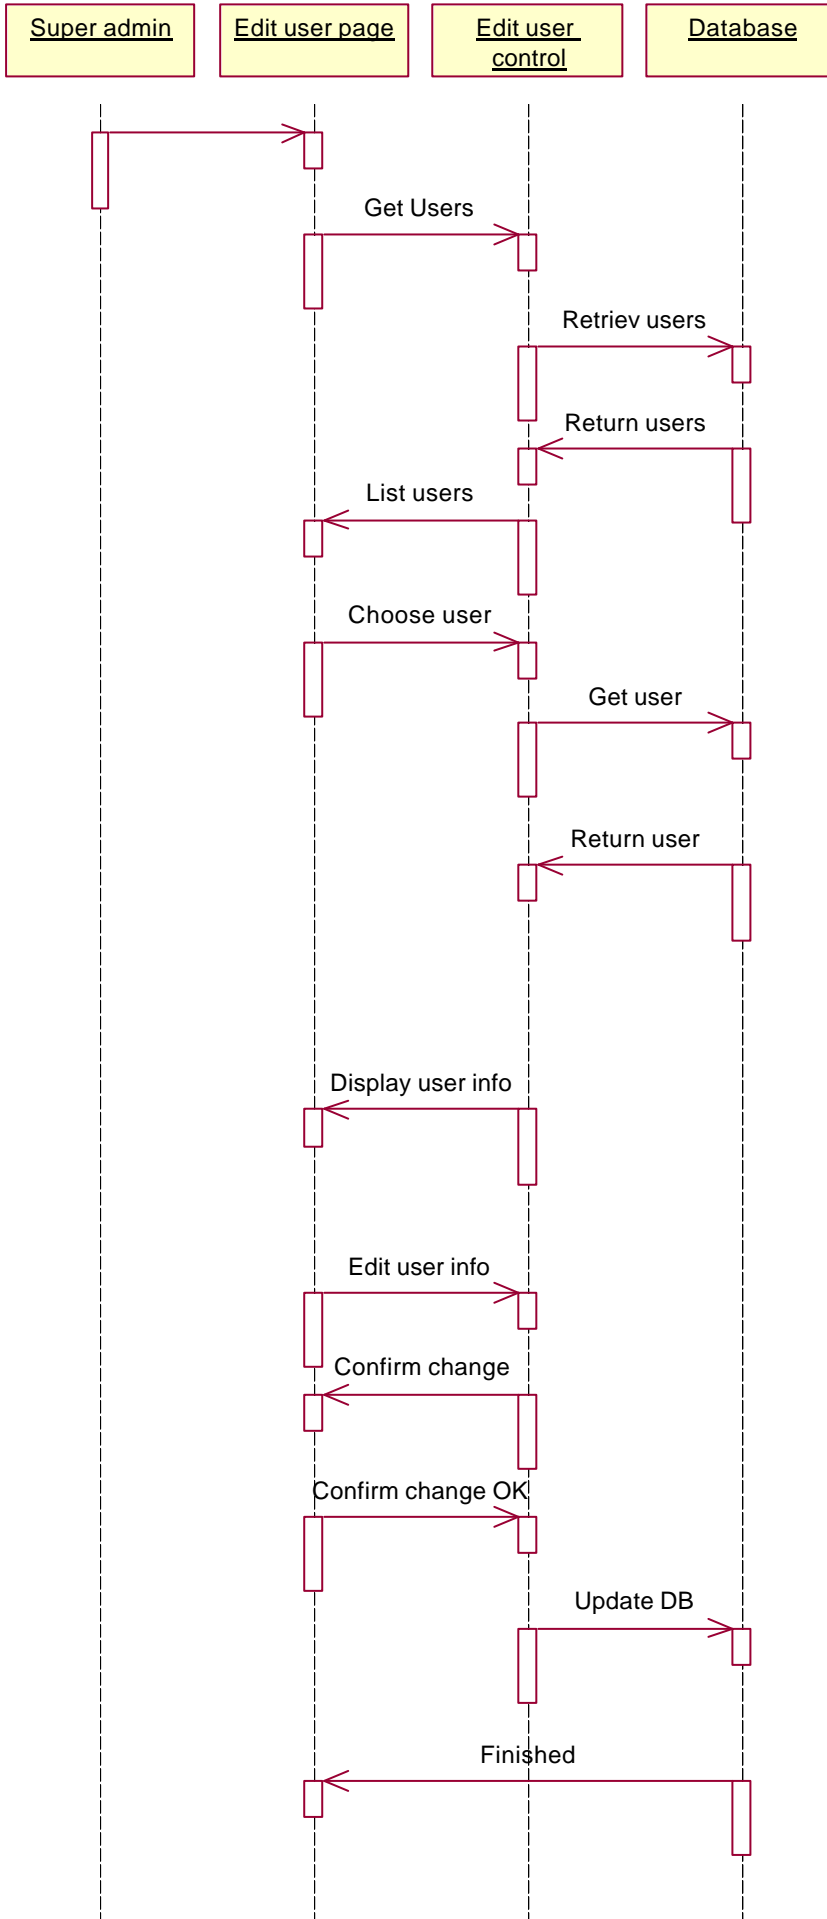 Super admin
Edit user page
Edit user
control
Database
Get Users
Retriev users
Return users
List users
Choose user
Get user
Return user
Display user info
Edit user info
Confirm change
Confirm change OK
Update DB
Finished